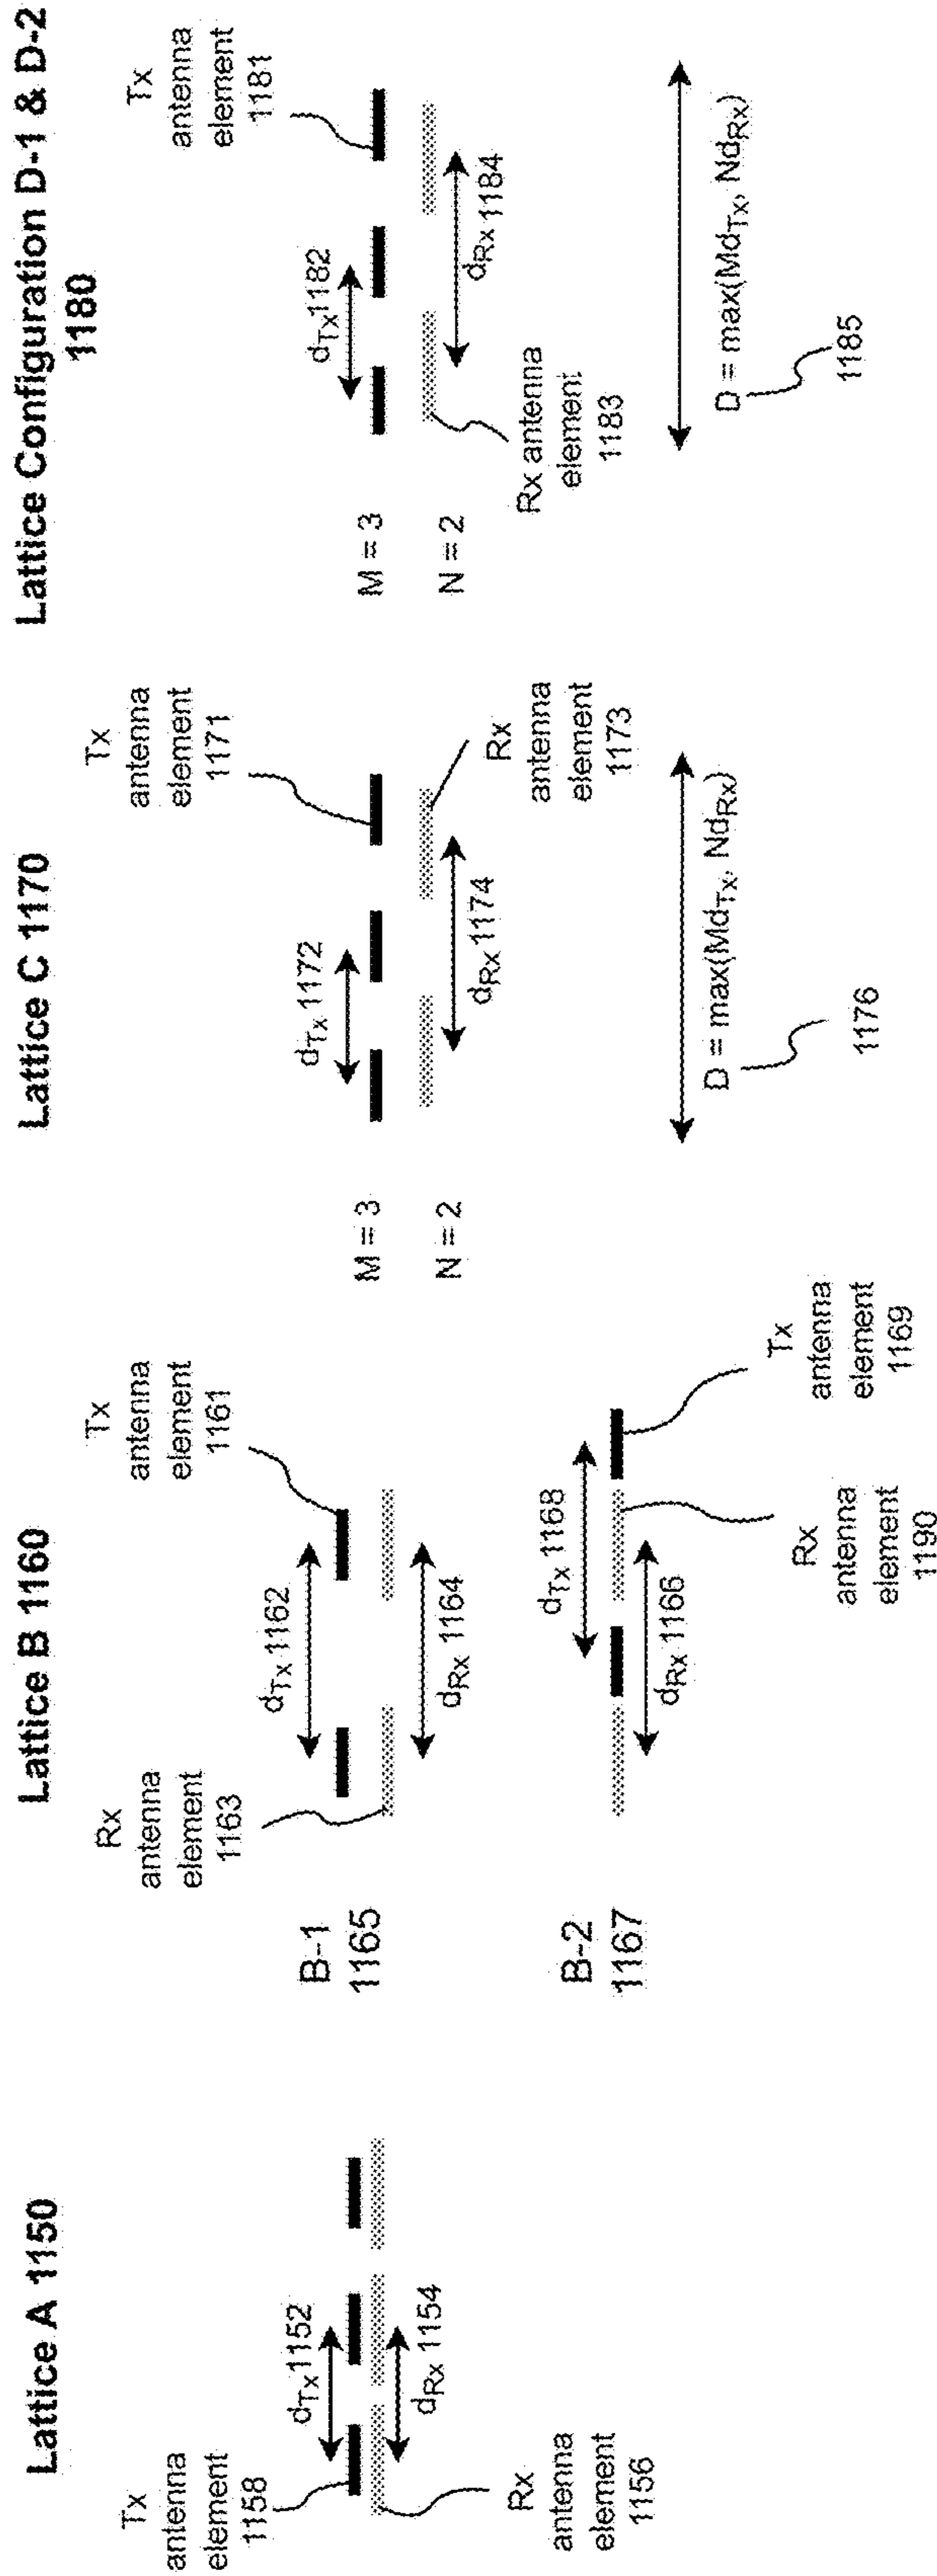 Lattice A 1150
Tx
antenna
element
1158
dTx 1152
dRx 1154
Rx
antenna
element
1156
Lattice B 1160
Rx
antenna
element
1163
Tx
antenna
element
1161
B-1
1165
dTx 1162
dRx 1164
B-2
1167
dTx 1168
dRx 1166
Tx
antenna
element
1169
Rx
antenna
element
1190
Lattice C 1170
Tx
antenna
element
1171
M = 3
dTx 1172
N = 2
dRx 1174
Rx
antenna
element
1173
D = max(MdTx, NdRx)
1176
Lattice Configuration D-1 & D-2
1180
Tx
antenna
element
1181
M = 3
dTx 1182
N = 2
dRx 1184
Rx antenna
element
1183
D = max(MdTx, NdRx)
1185